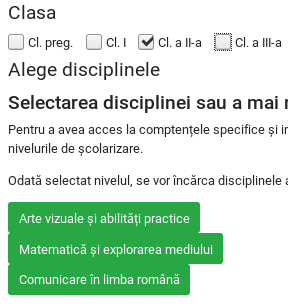 Clasa
Cl. preg. Cl. I Cl. a II-a Cl. a III-a
Alege disciplinele
Selectarea disciplinei sau a mai
Pentru a avea acces la comptențele specifice și
nivelurile de școlarizare.
Odată selectat nivelul, se vor încărca disciplinele
Arte vizuale și abilități practice
Matematică și explorarea mediului
Comunicare în limba română